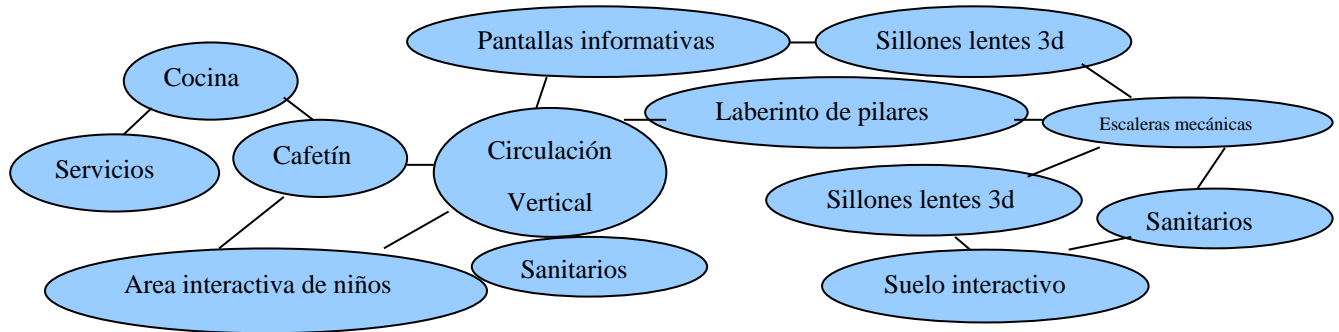 Pantallas informativas
Sillones lentes 3d
Cocina
Laberinto de pilares
Escaleras mecánicas
Servicios
Cafetín
Circulación
Vertical
Sillones lentes 3d
Sanitarios
Area interactiva de niños
Sanitarios
Suelo interactivo